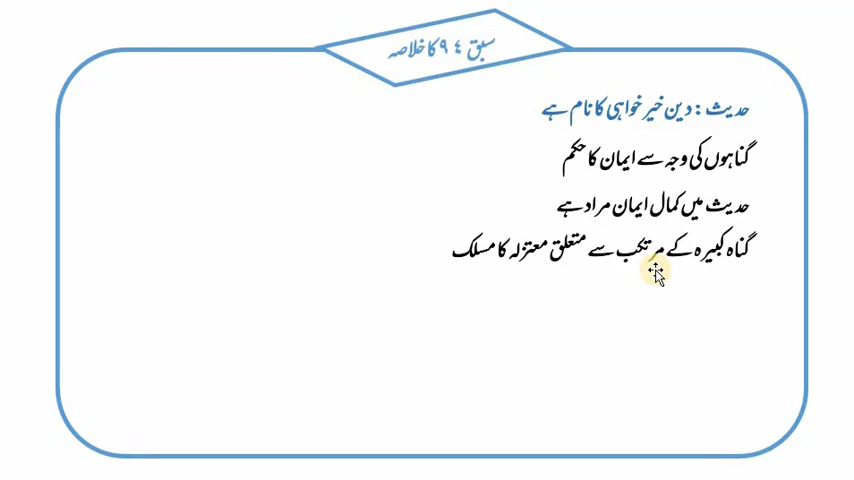 سبق ٩٤ کا خلاصہ
حدیث : دین خیر خواہی کا نام ہے
گناہوں کی وجہ سے ایمان کا حکم
حدیث میں کمال ایمان مراد ہے
گناہ کبیرہ کے مرتکب سے متعلق معتزلہ کا مسلک